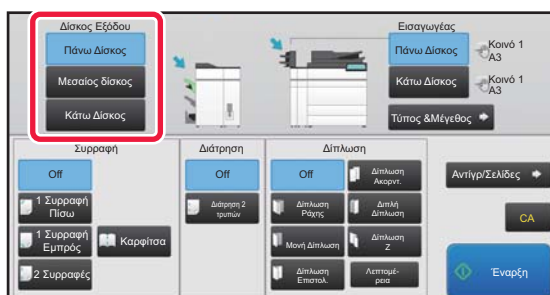 Δίσκος Εξόδου
Πάνω Δίσκος
Μεσαίος δίσκος
Κάτω Δίσκος
Εισαγωγέας
Πάνω Δίσκος
Κοινό 1
A3
Κάτω Δίσκος
Κοινό 1
A3
Τύπος &Μέγεθος
Συρραφή
Off
1 Συρραφή
Πίσω
1 Συρραφή
Εμπρός
Καρφίτσα
2 Συρραφές
Διάτρηση
Off
Διάτρηση 2
τρυπών
Δίπλωση
Off
Δίπλωση
Ακορντ.
Δίπλωση
Ράχης
Διπλή
Δίπλωση
Μονή Δίπλωση
Δίπλωση
Z
Δίπλωση
Επιστολ.
Λεπτομέ-
ρεια
Αντίγρ/Σελίδες
CA
Έναρξη